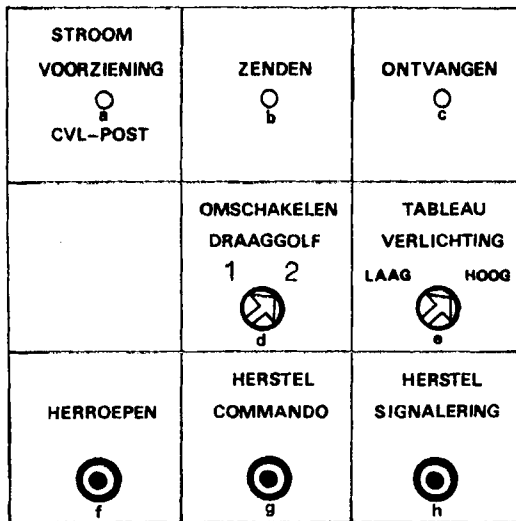 STROOM
VOORZIENING
a
CVL-POST
ZENDEN
b
ONTVANGEN
c
OMSCHAKELEN
DRAAGGOLF
1 2
d
TABLEAU
VERLICHTING
LAAG HOOG
e
HERROEPEN
f
HERSTEL
COMMANDO
g
HERSTEL
SIGNALERING
h